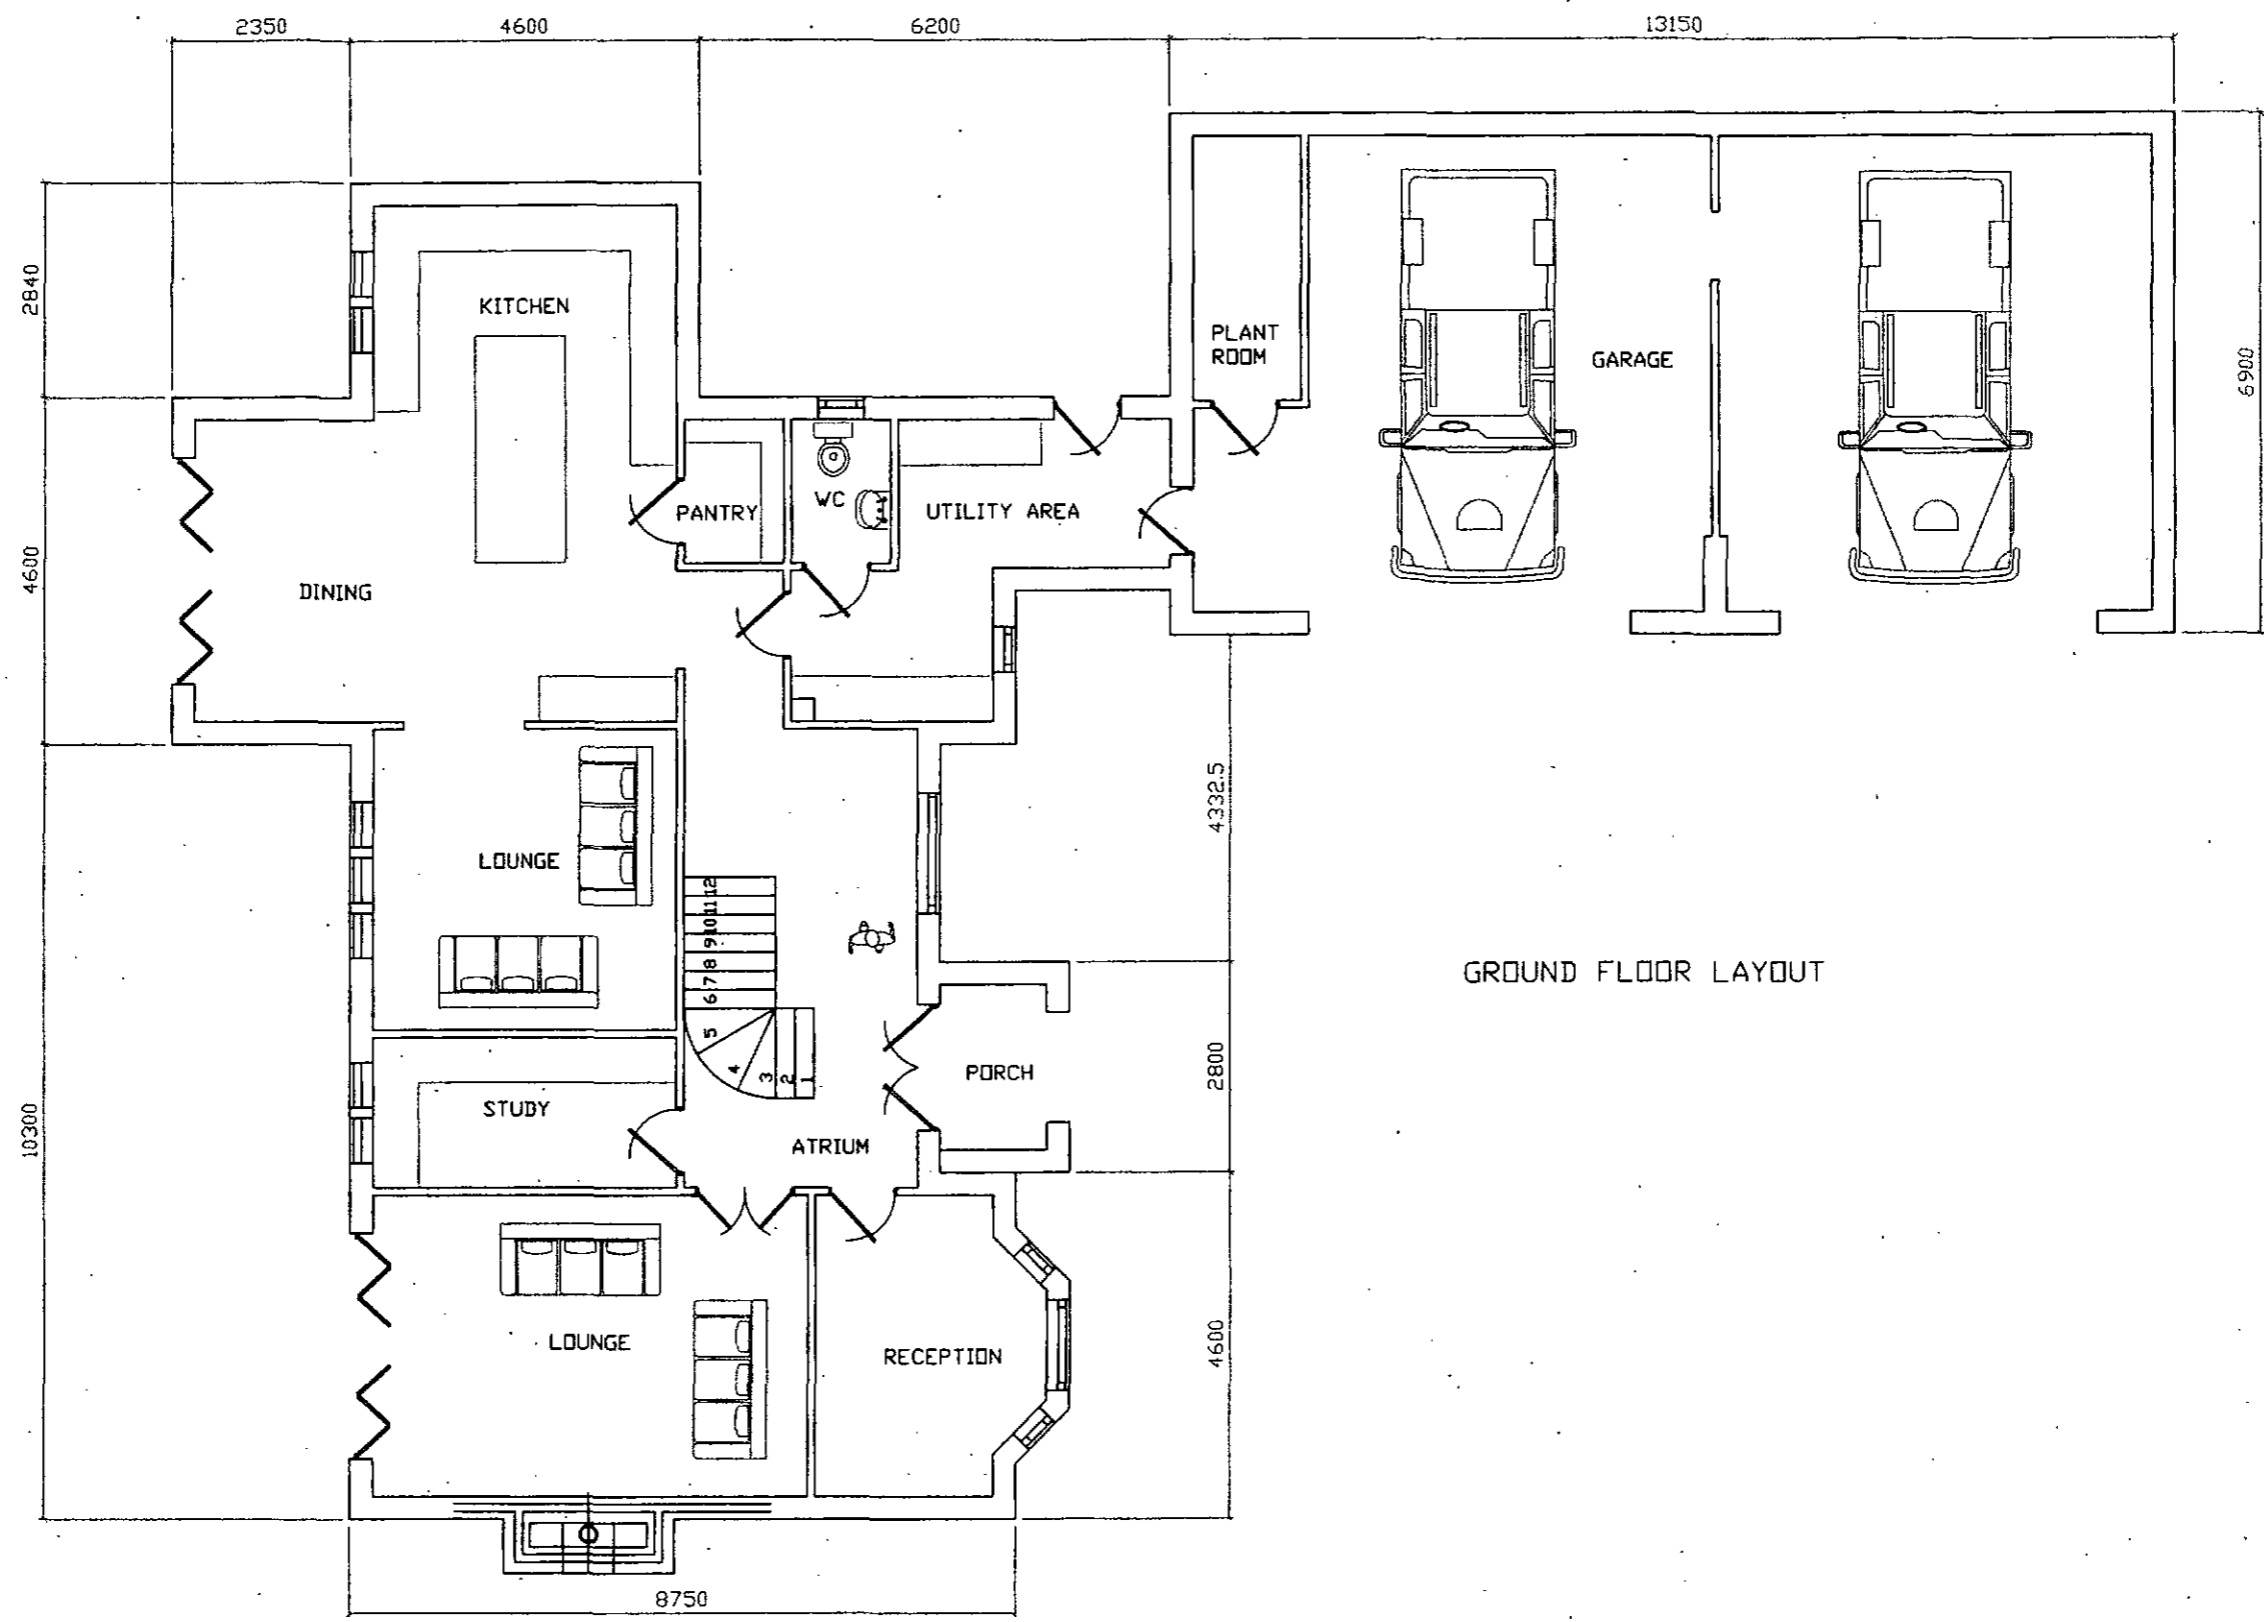 2350
4600
6200
13150
2840
KITCHEN
PLANT
ROOM
GARAGE
6900
4600
PANTRY
WC
UTILITY AREA
DINING
4332.5
LOUNGE
12
11
10
9
8
7
6
5
4
3
2
1
GROUND FLOOR LAYOUT
PORCH
2800
STUDY
10300
ATRIUM
LOUNGE
RECEPTION
4600
8750